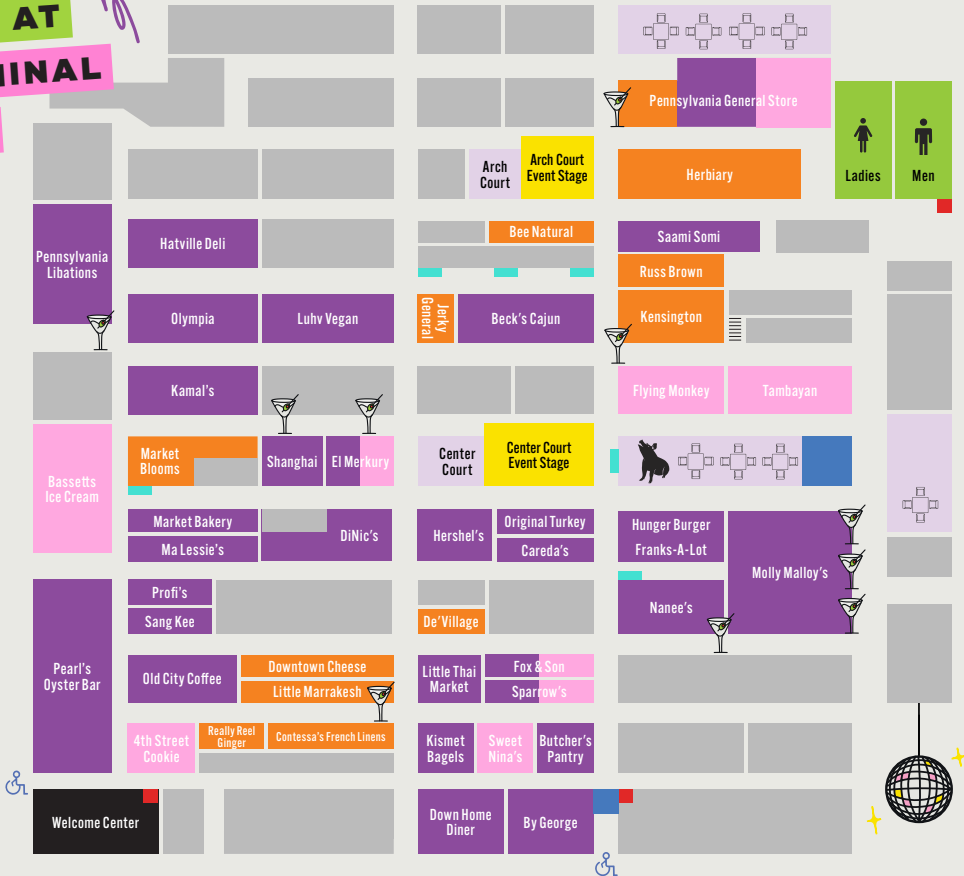 AT
INAL
Pennsylvania General Store
Ladies
Men
Arch
Court
Arch Court
Event Stage
Herbiary
Pennsylvania
Libations
Hatville Deli
Bee Natural
Saami Somi
Russ Brown
Olympia
Luhv Vegan
Jerky
General
Beck's Cajun
Kensington
Kamal's
Flying Monkey
Tambayan
Bassetts
Ice Cream
Market
Blooms
Shanghai
El Merkury
Center
Court
Center Court
Event Stage
Market Bakery
Ma Lessie's
DiNic's
Hershel's
Original Turkey
Careda's
Hunger Burger
Franks-A-Lot
Molly Malloy's
Profi's
Sang Kee
De'Village
Nanee's
Pearl's
Oyster Bar
Old City Coffee
Downtown Cheese
Little Marrakesh
Little Thai
Market
Fox & Son
Sparrow's
4th Street
Cookie
Really Reel
Ginger
Contessa's French Linens
Kismet
Bagels
Sweet
Nina's
Butcher's
Pantry
Welcome Center
Down Home
Diner
By George